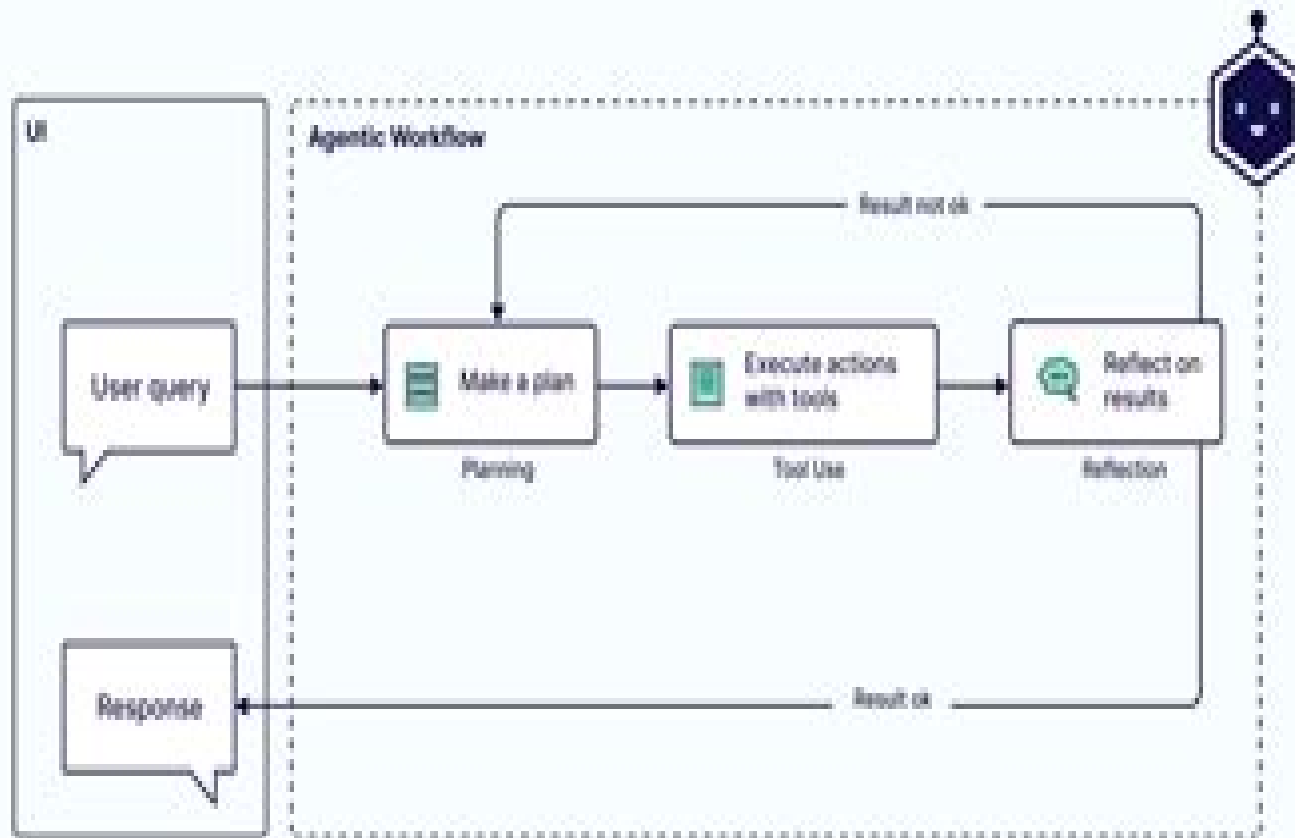 UI
Agentic Workflow
Result not ok
User query
Make a plan
Execute actions
with tools
Reflect on
results
Planning
Tool Use
Reflection
Response
Result ok